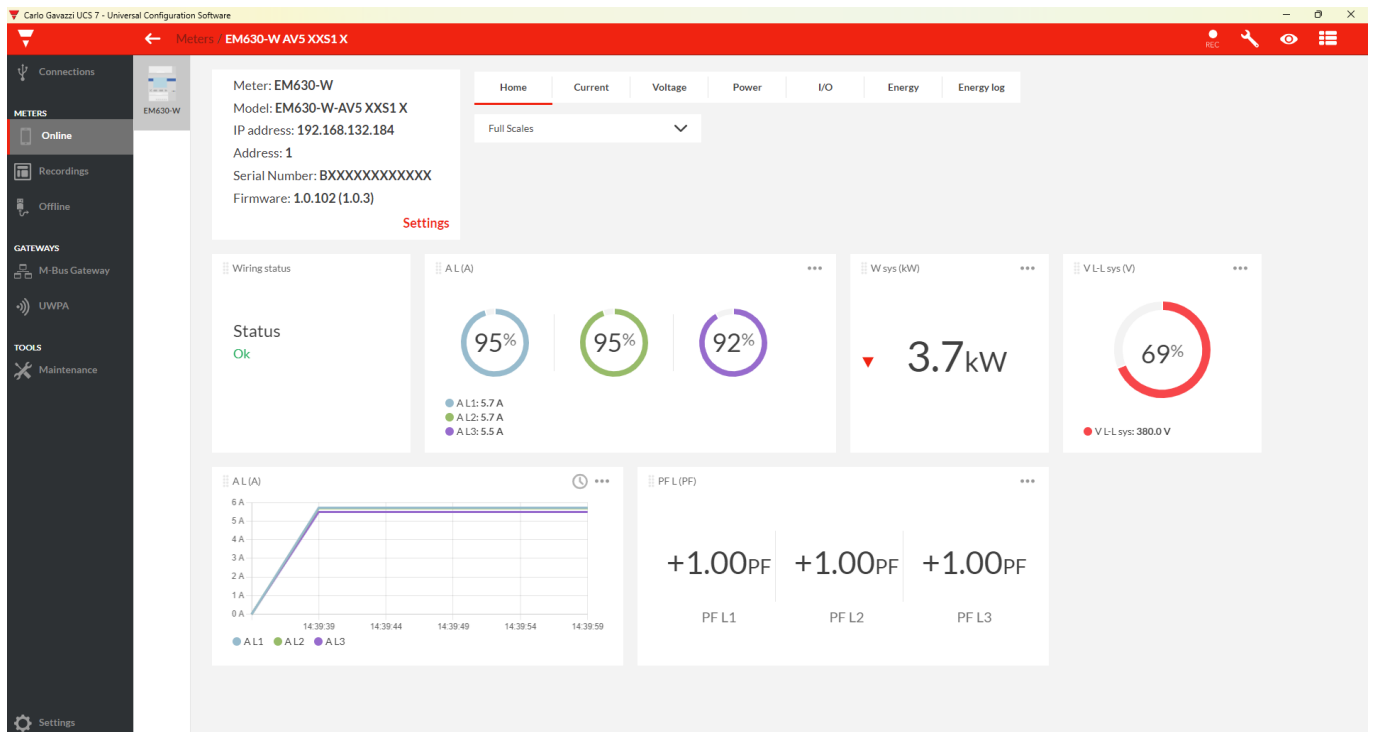 Carlo Gavazzi UCS 7 - Universal Configuration Software
Meters / EM630-W AV5 XXS1 X
REC
Connections
METERS
Online
Recordings
Offline
GATEWAYS
M-Bus Gateway
UWPA
TOOLS
Maintenance
Settings
EM630-W
Meter: EM630-W
Model: EM630-W-AV5 XXS1 X
IP address: 192.168.132.184
Address: 1
Serial Number: BXXXXXXXXXXXX
Firmware: 1.0.102 (1.0.3)
Settings
Home Current Voltage Power I/O Energy Energy log
Full Scales
Wiring status
Status
Ok
A L (A)
95% 95% 92%
A L1: 5.7 A
A L2: 5.7 A
A L3: 5.5 A
W sys (kW)
3.7kW
V L-L sys (V)
69%
V L-L sys: 380.0 V
A L (A)
6 A
5 A
4 A
3 A
2 A
1 A
0 A
14:39:39 14:39:44 14:39:49 14:39:54 14:39:59
A L1 A L2 A L3
PF L (PF)
+1.00PF +1.00PF +1.00PF
PF L1 PF L2 PF L3